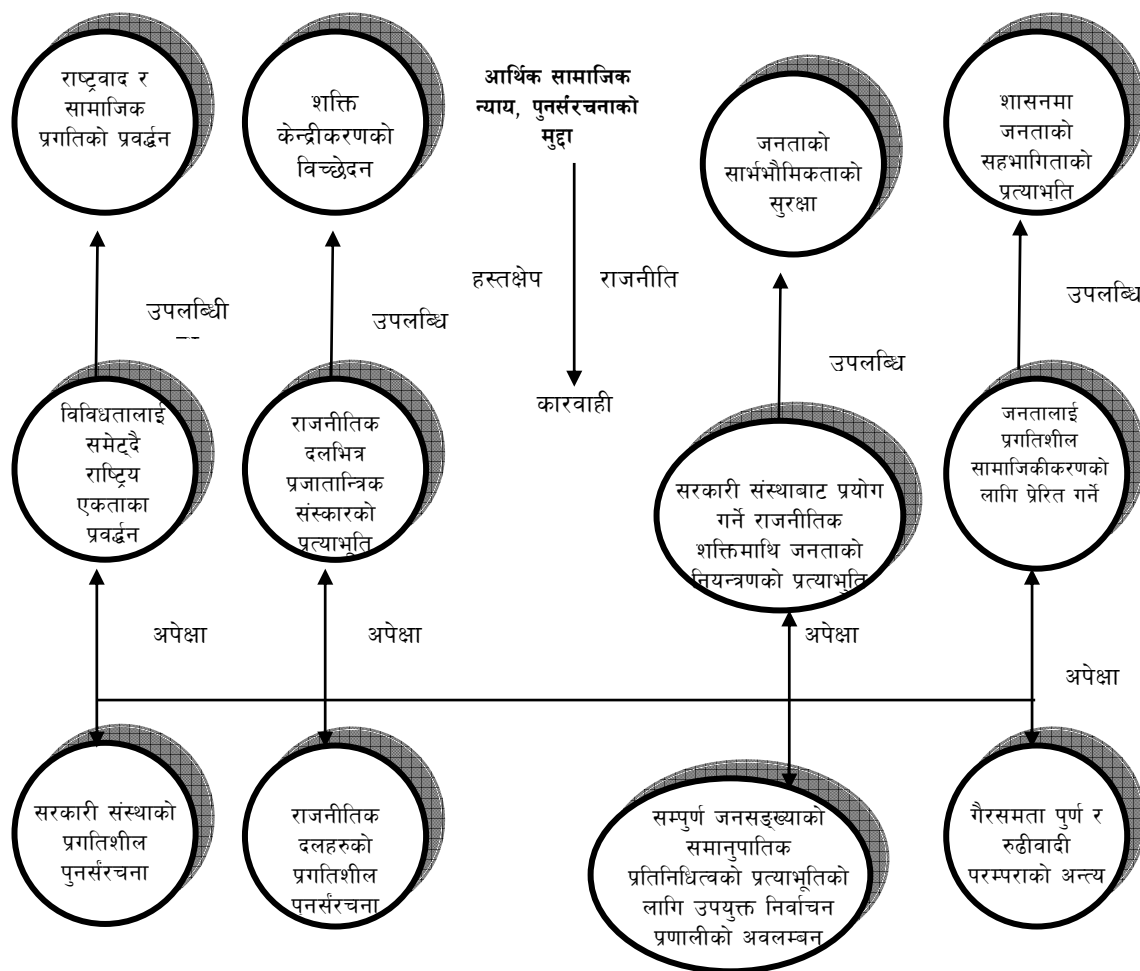 राष्ट्रवाद र
सामाजिक
प्रगतिको प्रवर्द्धन
शक्ति
केन्द्रीकरणको
विच्छेदन
आर्थिक सामाजिक
न्याय, पुनर्संरचनाको
मुद्दा
जनताको
सार्भभौमिकताको
सुरक्षा
शासनमा
जनताको
सहभागिताको
प्रत्याभूति
हस्तक्षेप
राजनीति
उपलब्धिी
उपलब्धि
उपलब्धि
उपलब्धि
कारवाही
विविधतालाई
समेट्दै
राष्ट्रिय
एकताका
प्रवर्द्धन
राजनीतिक
दलभित्र
प्रजातान्त्रिक
संस्कारको
प्रत्याभूति
सरकारी संस्थाबाट प्रयोग
गर्ने राजनीतिक
शक्तिमाथि जनताको
नियन्त्रणको प्रत्याभुति
जनतालाई
प्रगतिशील
सामाजिकीकरणको
लागि प्रेरित गर्ने
अपेक्षा
अपेक्षा
अपेक्षा
अपेक्षा
सरकारी संस्थाको
प्रगतिशील
पुनर्संरचना
राजनीतिक
दलहरुको
प्रगतिशील
पुनर्संरचना
सम्पुर्ण जनसङ्ख्याको
समानुपातिक
प्रतिनिधित्वको प्रत्याभूतिको
लागि उपयुक्त निर्वाचन
प्रणालीको अवलम्बन
गैरसमता पुर्ण र
रुढीवादी
परम्पराको अन्त्य